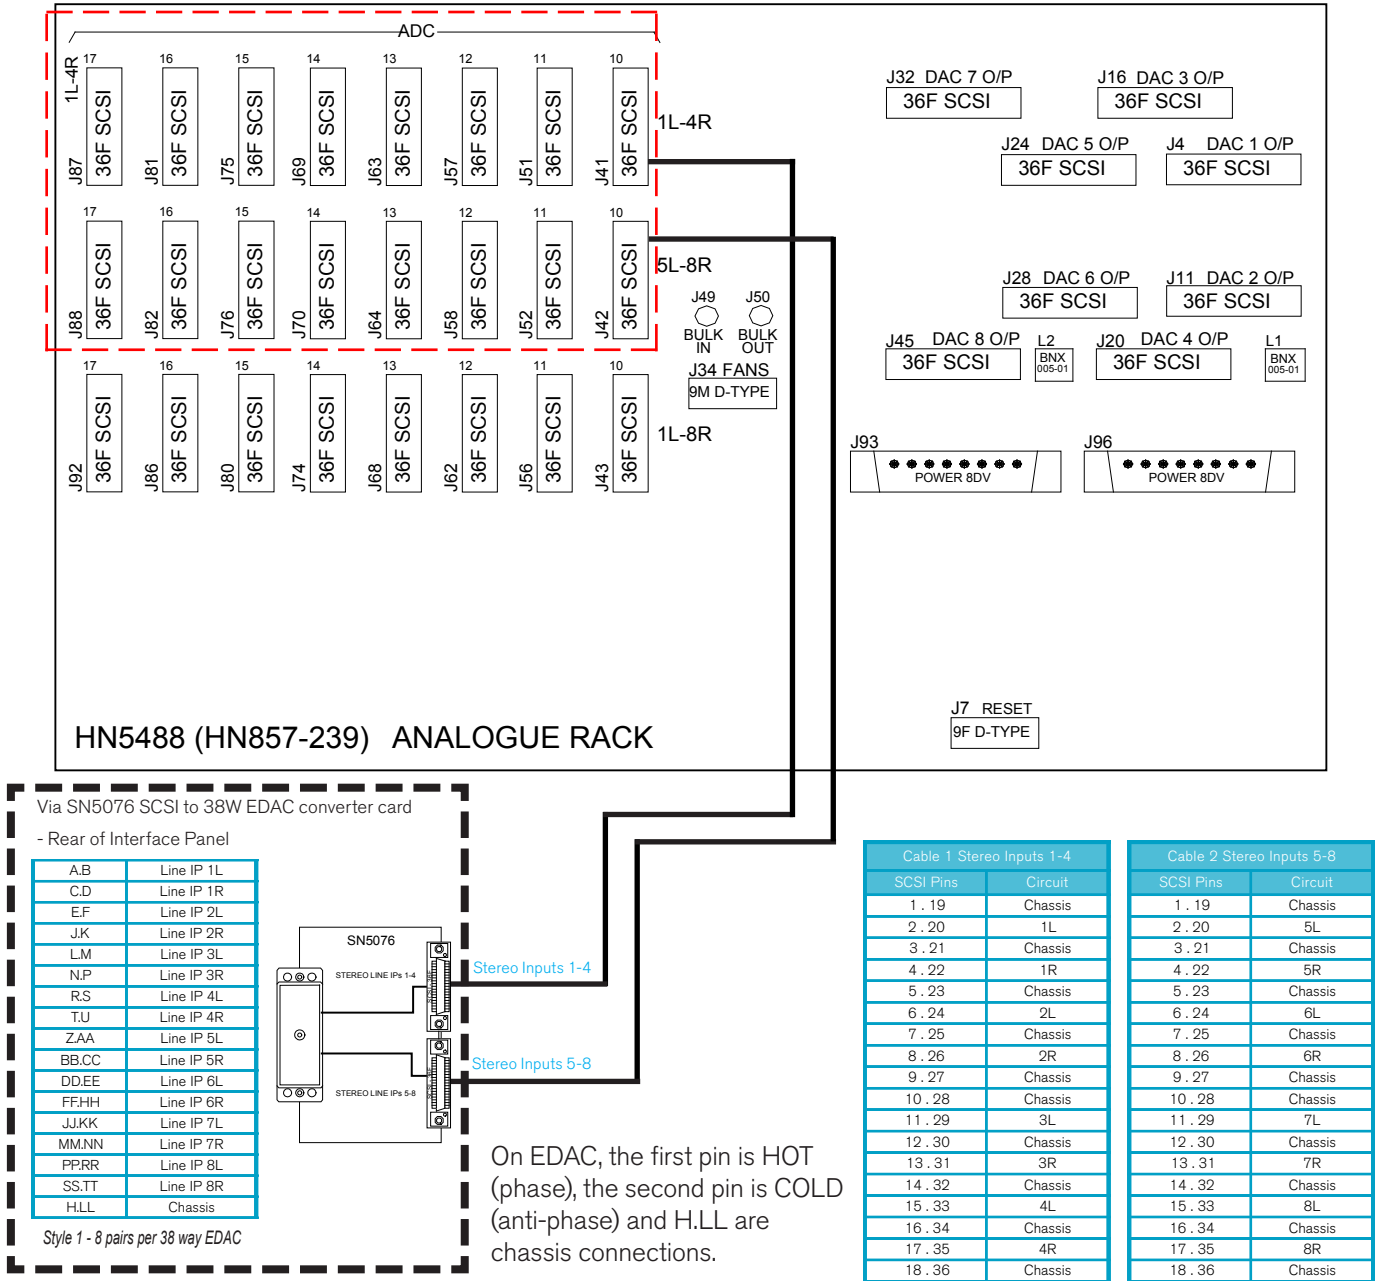 ADC
1L-4R
17 16 15 14 13 12 11 10
J87 36F SCSI J81 36F SCSI J75 36F SCSI J69 36F SCSI J63 36F SCSI J57 36F SCSI J51 36F SCSI J41 36F SCSI
1L-4R
17 16 15 14 13 12 11 10
J88 36F SCSI J82 36F SCSI J76 36F SCSI J70 36F SCSI J64 36F SCSI J58 36F SCSI J52 36F SCSI J42 36F SCSI
5L-8R
17 16 15 14 13 12 11 10
J92 36F SCSI J86 36F SCSI J80 36F SCSI J74 36F SCSI J68 36F SCSI J62 36F SCSI J56 36F SCSI J43 36F SCSI
1L-8R
J49 J50
BULK IN
BULK OUT
J34 FANS
9M D-TYPE
J32 DAC 7 O/P
36F SCSI
J16 DAC 3 O/P
36F SCSI
J24 DAC 5 O/P
36F SCSI
J4 DAC 1 O/P
36F SCSI
J28 DAC 6 O/P
36F SCSI
J11 DAC 2 O/P
36F SCSI
J45 DAC 8 O/P
36F SCSI
L2
BNX
005-01
J20 DAC 4 O/P
36F SCSI
L1
BNX
005-01
J93
POWER 8DV
J96
POWER 8DV
J7 RESET
9F D-TYPE
HN5488 (HN857-239) ANALOGUE RACK
Via SN5076 SCSI to 38W EDAC converter card
- Rear of Interface Panel
A.B Line IP 1L
C.D Line IP 1R
E.F Line IP 2L
J.K Line IP 2R
L.M Line IP 3L
N.P Line IP 3R
R.S Line IP 4L
T.U Line IP 4R
Z.AA Line IP 5L
BB.CC Line IP 5R
DD.EE Line IP 6L
FF.HH Line IP 6R
JJ.KK Line IP 7L
MM.NN Line IP 7R
PP.RR Line IP 8L
SS.TT Line IP 8R
H.LL Chassis
Style 1 - 8 pairs per 38 way EDAC
SN5076
STEREO LINE IPs 1-4
STEREO LINE IPs 5-8
Stereo Inputs 1-4
Stereo Inputs 5-8
On EDAC, the first pin is HOT
(phase), the second pin is COLD
(anti-phase) and H.LL are
chassis connections.
Cable 1 Stereo Inputs 1-4
SCSI Pins Circuit
1 . 19 Chassis
2 . 20 1L
3 . 21 Chassis
4 . 22 1R
5 . 23 Chassis
6 . 24 2L
7 . 25 Chassis
8 . 26 2R
9 . 27 Chassis
10 . 28 Chassis
11 . 29 3L
12 . 30 Chassis
13 . 31 3R
14 . 32 Chassis
15 . 33 4L
16 . 34 Chassis
17 . 35 4R
18 . 36 Chassis
Cable 2 Stereo Inputs 5-8
SCSI Pins Circuit
1 . 19 Chassis
2 . 20 5L
3 . 21 Chassis
4 . 22 5R
5 . 23 Chassis
6 . 24 6L
7 . 25 Chassis
8 . 26 6R
9 . 27 Chassis
10 . 28 Chassis
11 . 29 7L
12 . 30 Chassis
13 . 31 7R
14 . 32 Chassis
15 . 33 8L
16 . 34 Chassis
17 . 35 8R
18 . 36 Chassis